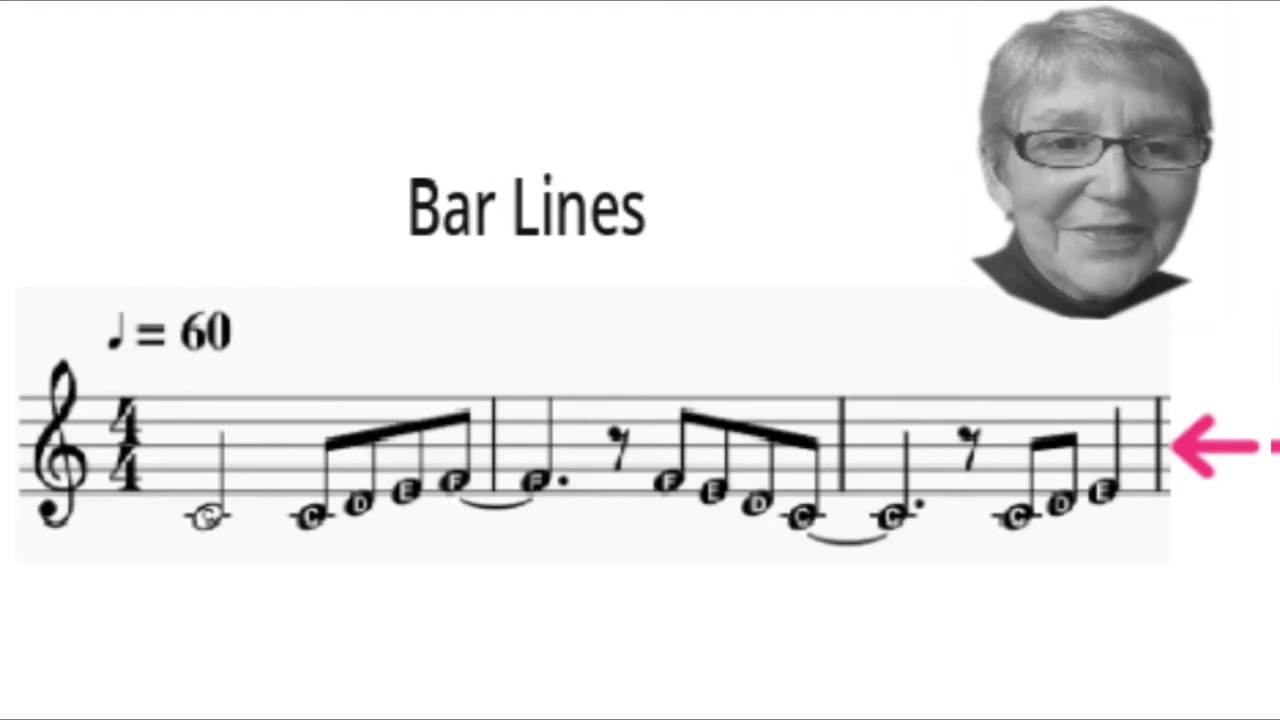 Bar Lines
♩ = 60
4
4
C C D E F F F E D C C C D E